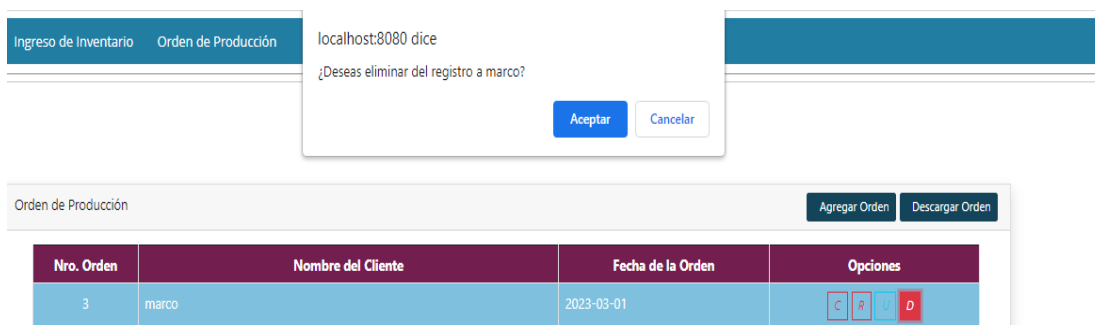 localhost:8080 dice
Ingreso de Inventario Orden de Producción
¿Deseas eliminar del registro a marco?
Aceptar Cancelar
Orden de Producción Agregar Orden Descargar Orden
Nro. Orden Nombre del Cliente Fecha de la Orden Opciones
3 marco 2023-03-01 C R U D